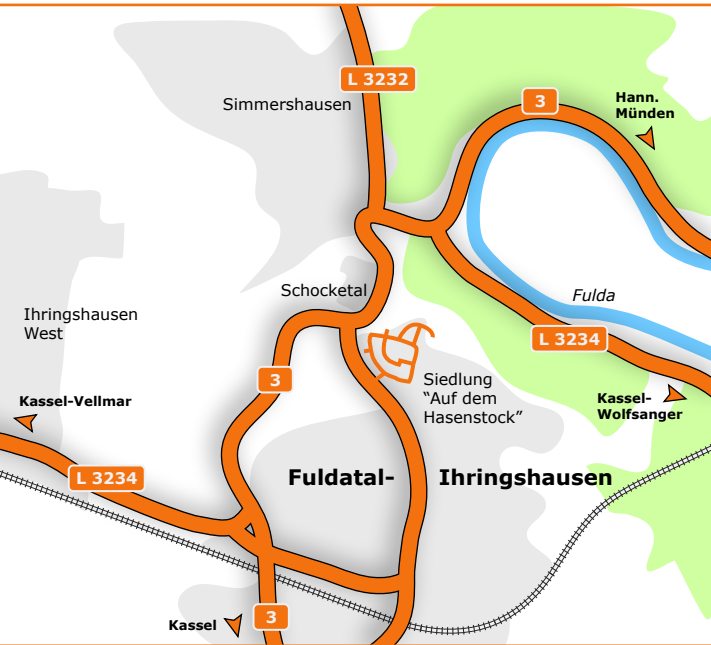 L 3232
Simmershausen
3
Hann.
Münden
Schocketal
Fulda
Ihringshausen
West
L 3234
3
Siedlung
“Auf dem
Hasenstock”
Kassel-Vellmar
Kassel-
Wolfsanger
L 3234
Fuldatal- Ihringshausen
Kassel
3